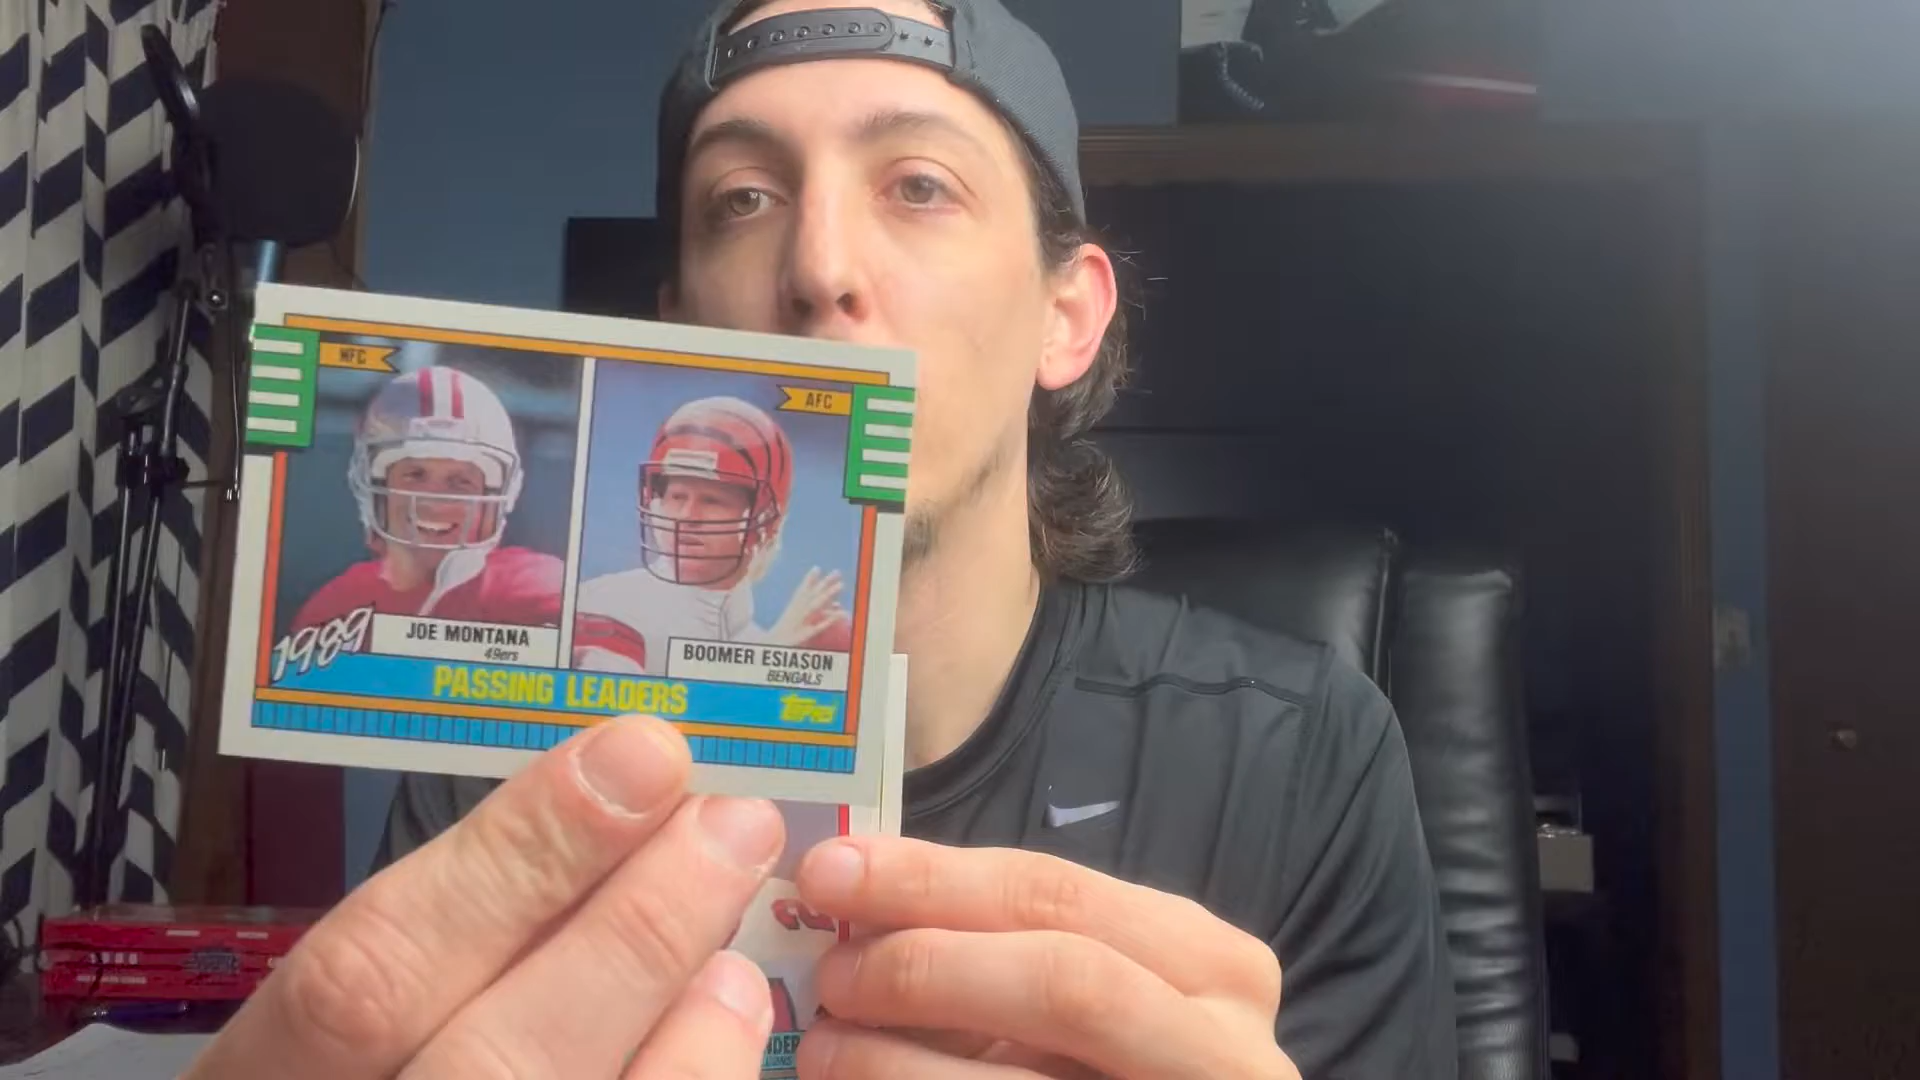 NFC
AFC
1989
JOE MONTANA
49ers
BOOMER ESIASON
BENGALS
PASSING LEADERS
TOPPS